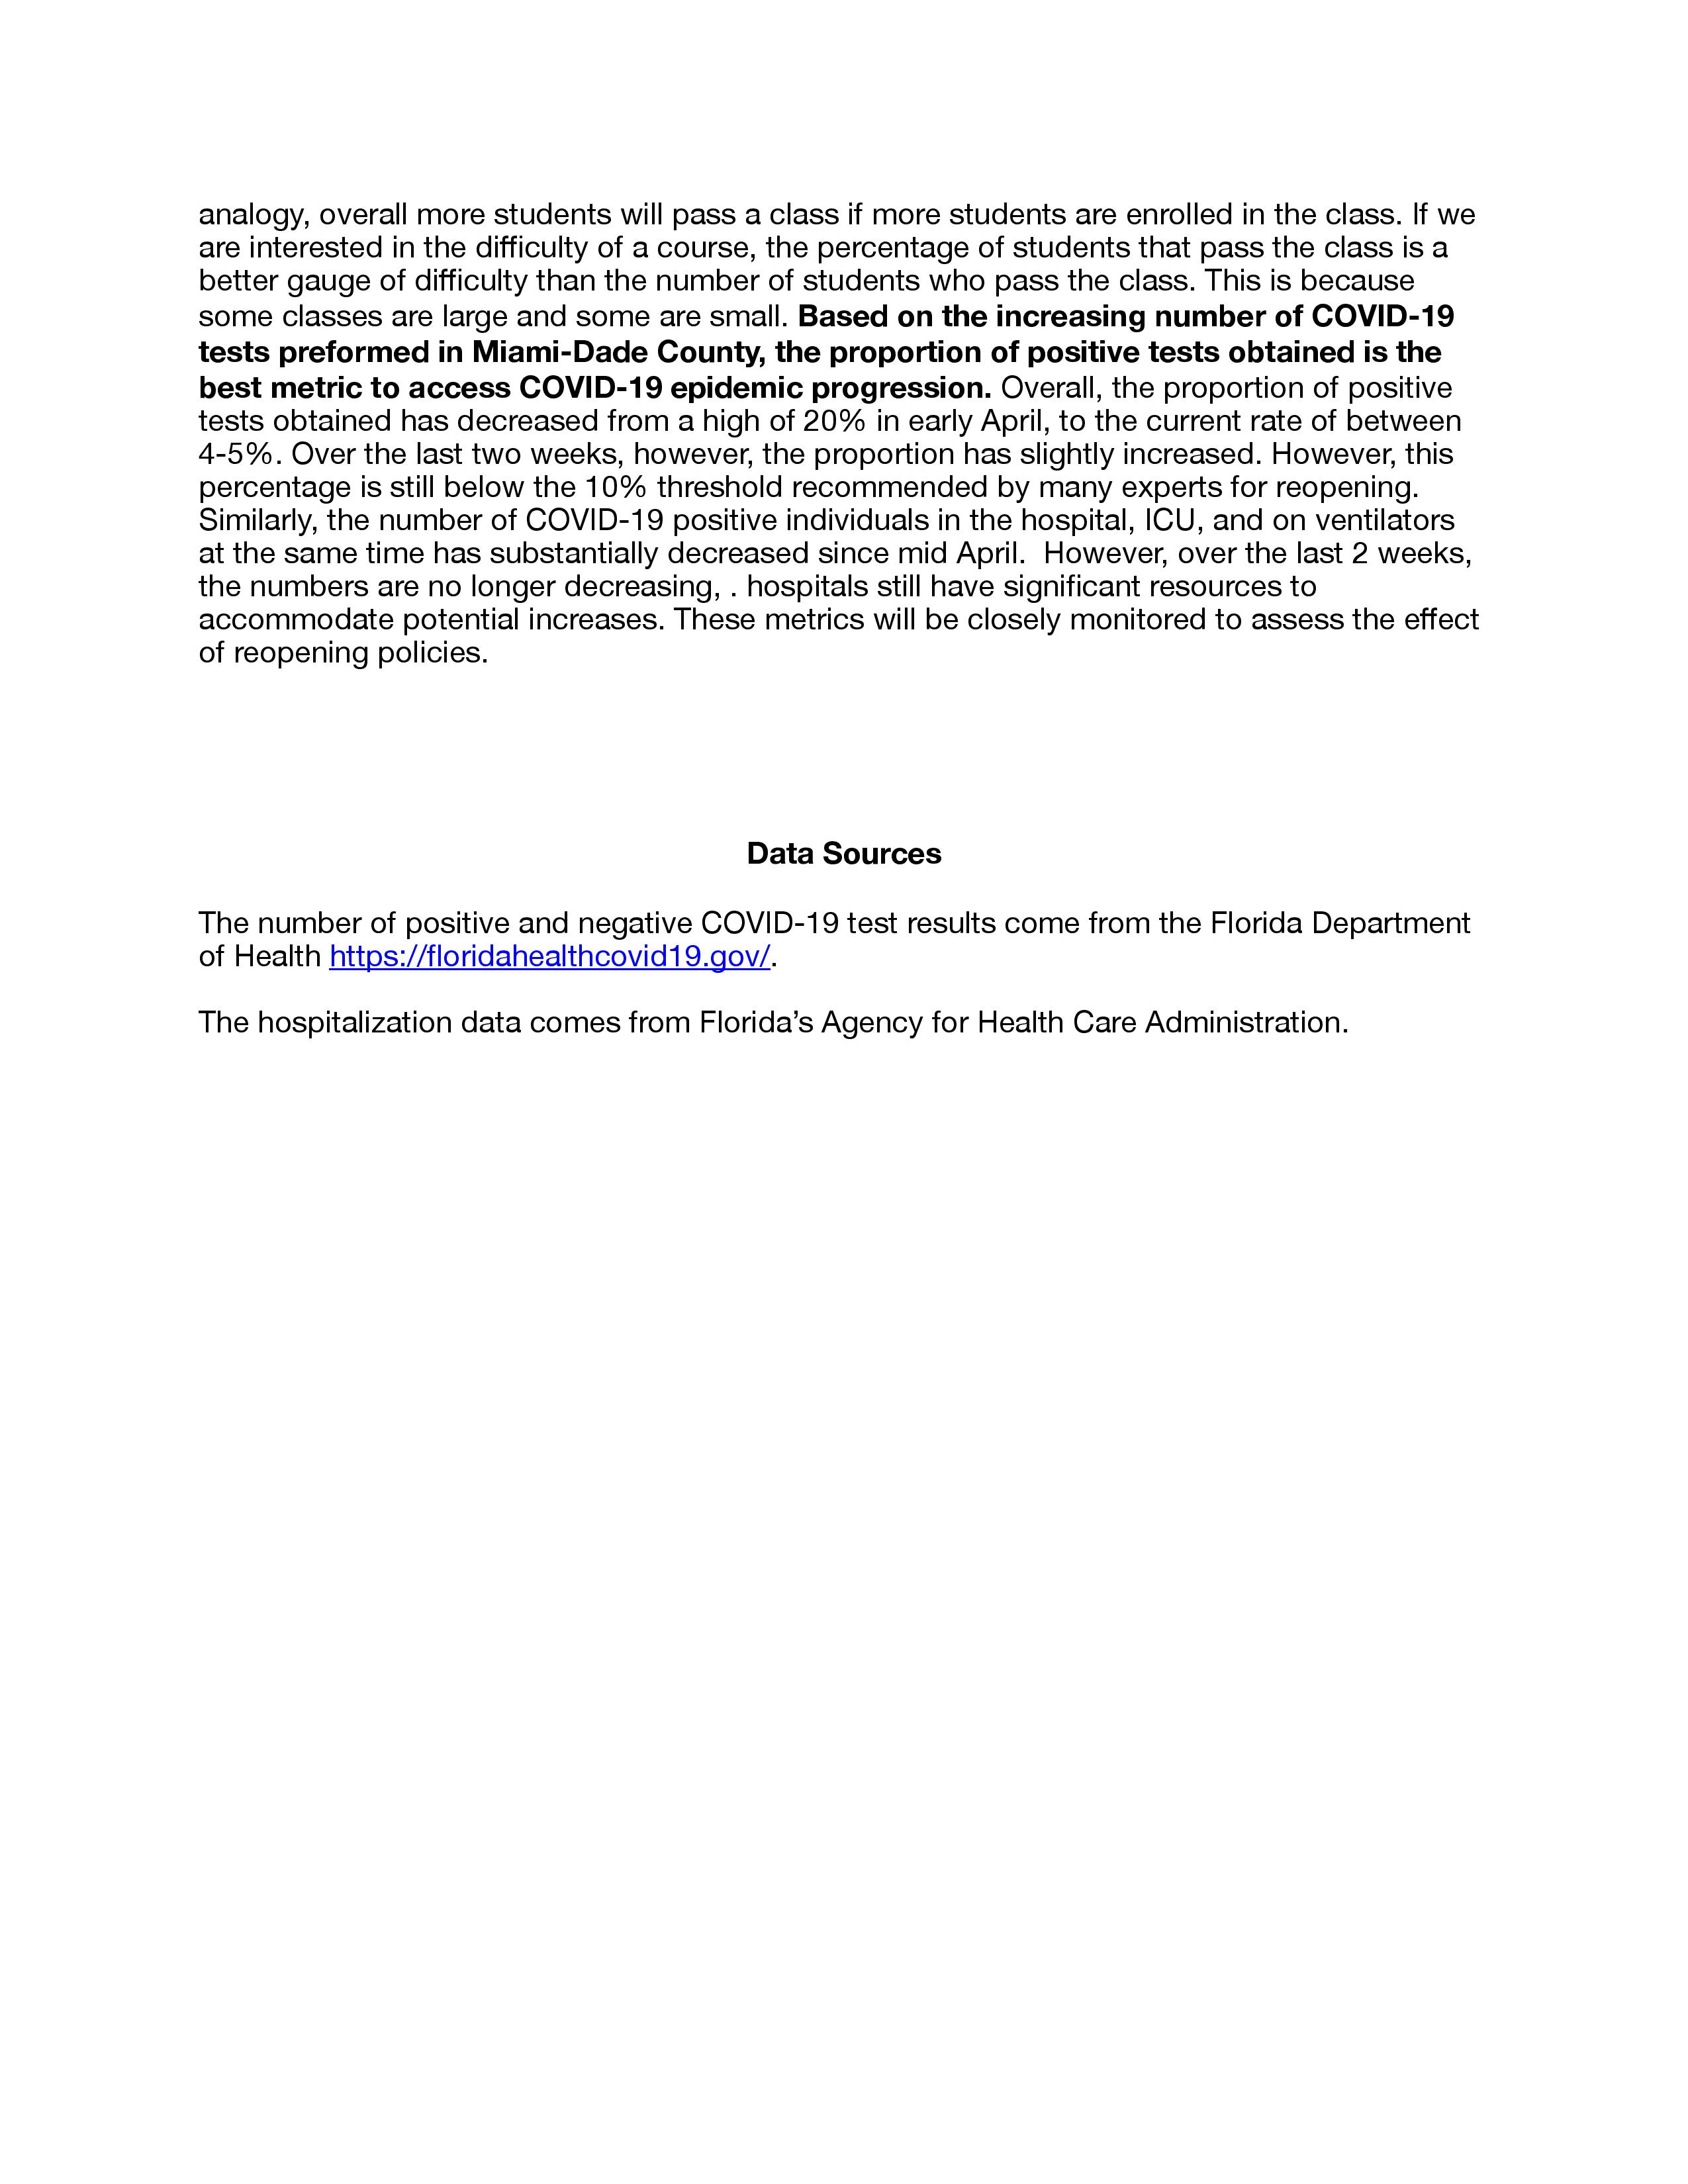 analogy, overall more students will pass a class if more students are enrolled in the class. If we
are interested in the difficulty of a course, the percentage of students that pass the class is a
better gauge of difficulty than the number of students who pass the class. This is because
some classes are large and some are small. Based on the increasing number of COVID-19
tests preformed in Miami-Dade County, the proportion of positive tests obtained is the
best metric to access COVID-19 epidemic progression. Overall, the proportion of positive
tests obtained has decreased from a high of 20% in early April, to the current rate of between
4-5%. Over the last two weeks, however, the proportion has slightly increased. However, this
percentage is still below the 10% threshold recommended by many experts for reopening.
Similarly, the number of COVID-19 positive individuals in the hospital, ICU, and on ventilators
at the same time has substantially decreased since mid April.  However, over the last 2 weeks,
the numbers are no longer decreasing, . hospitals still have significant resources to
accommodate potential increases. These metrics will be closely monitored to assess the effect
of reopening policies.
Data Sources
The number of positive and negative COVID-19 test results come from the Florida Department
of Health https://floridahealthcovid19.gov/.
The hospitalization data comes from Florida’s Agency for Health Care Administration.